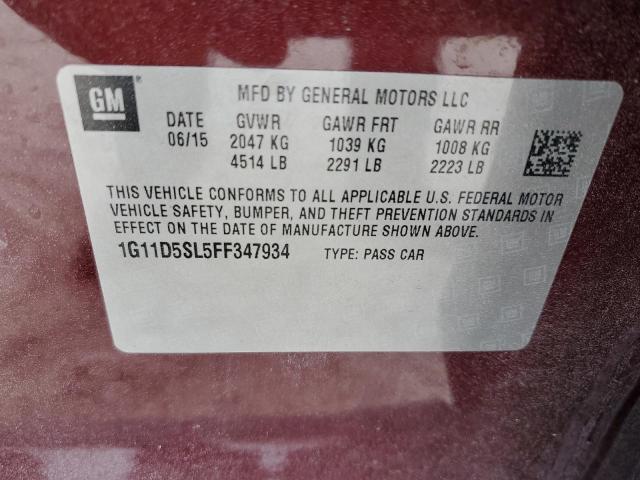 GM
MFD BY GENERAL MOTORS LLC
DATE GVWR GAWR FRT GAWR RR
06/15 2047 KG 1039 KG 1008 KG
4514 LB 2291 LB 2223 LB
THIS VEHICLE CONFORMS TO ALL APPLICABLE U.S. FEDERAL MOTOR
VEHICLE SAFETY, BUMPER, AND THEFT PREVENTION STANDARDS IN
EFFECT ON THE DATE OF MANUFACTURE SHOWN ABOVE.
1G11D5SL5FF347934 TYPE: PASS CAR